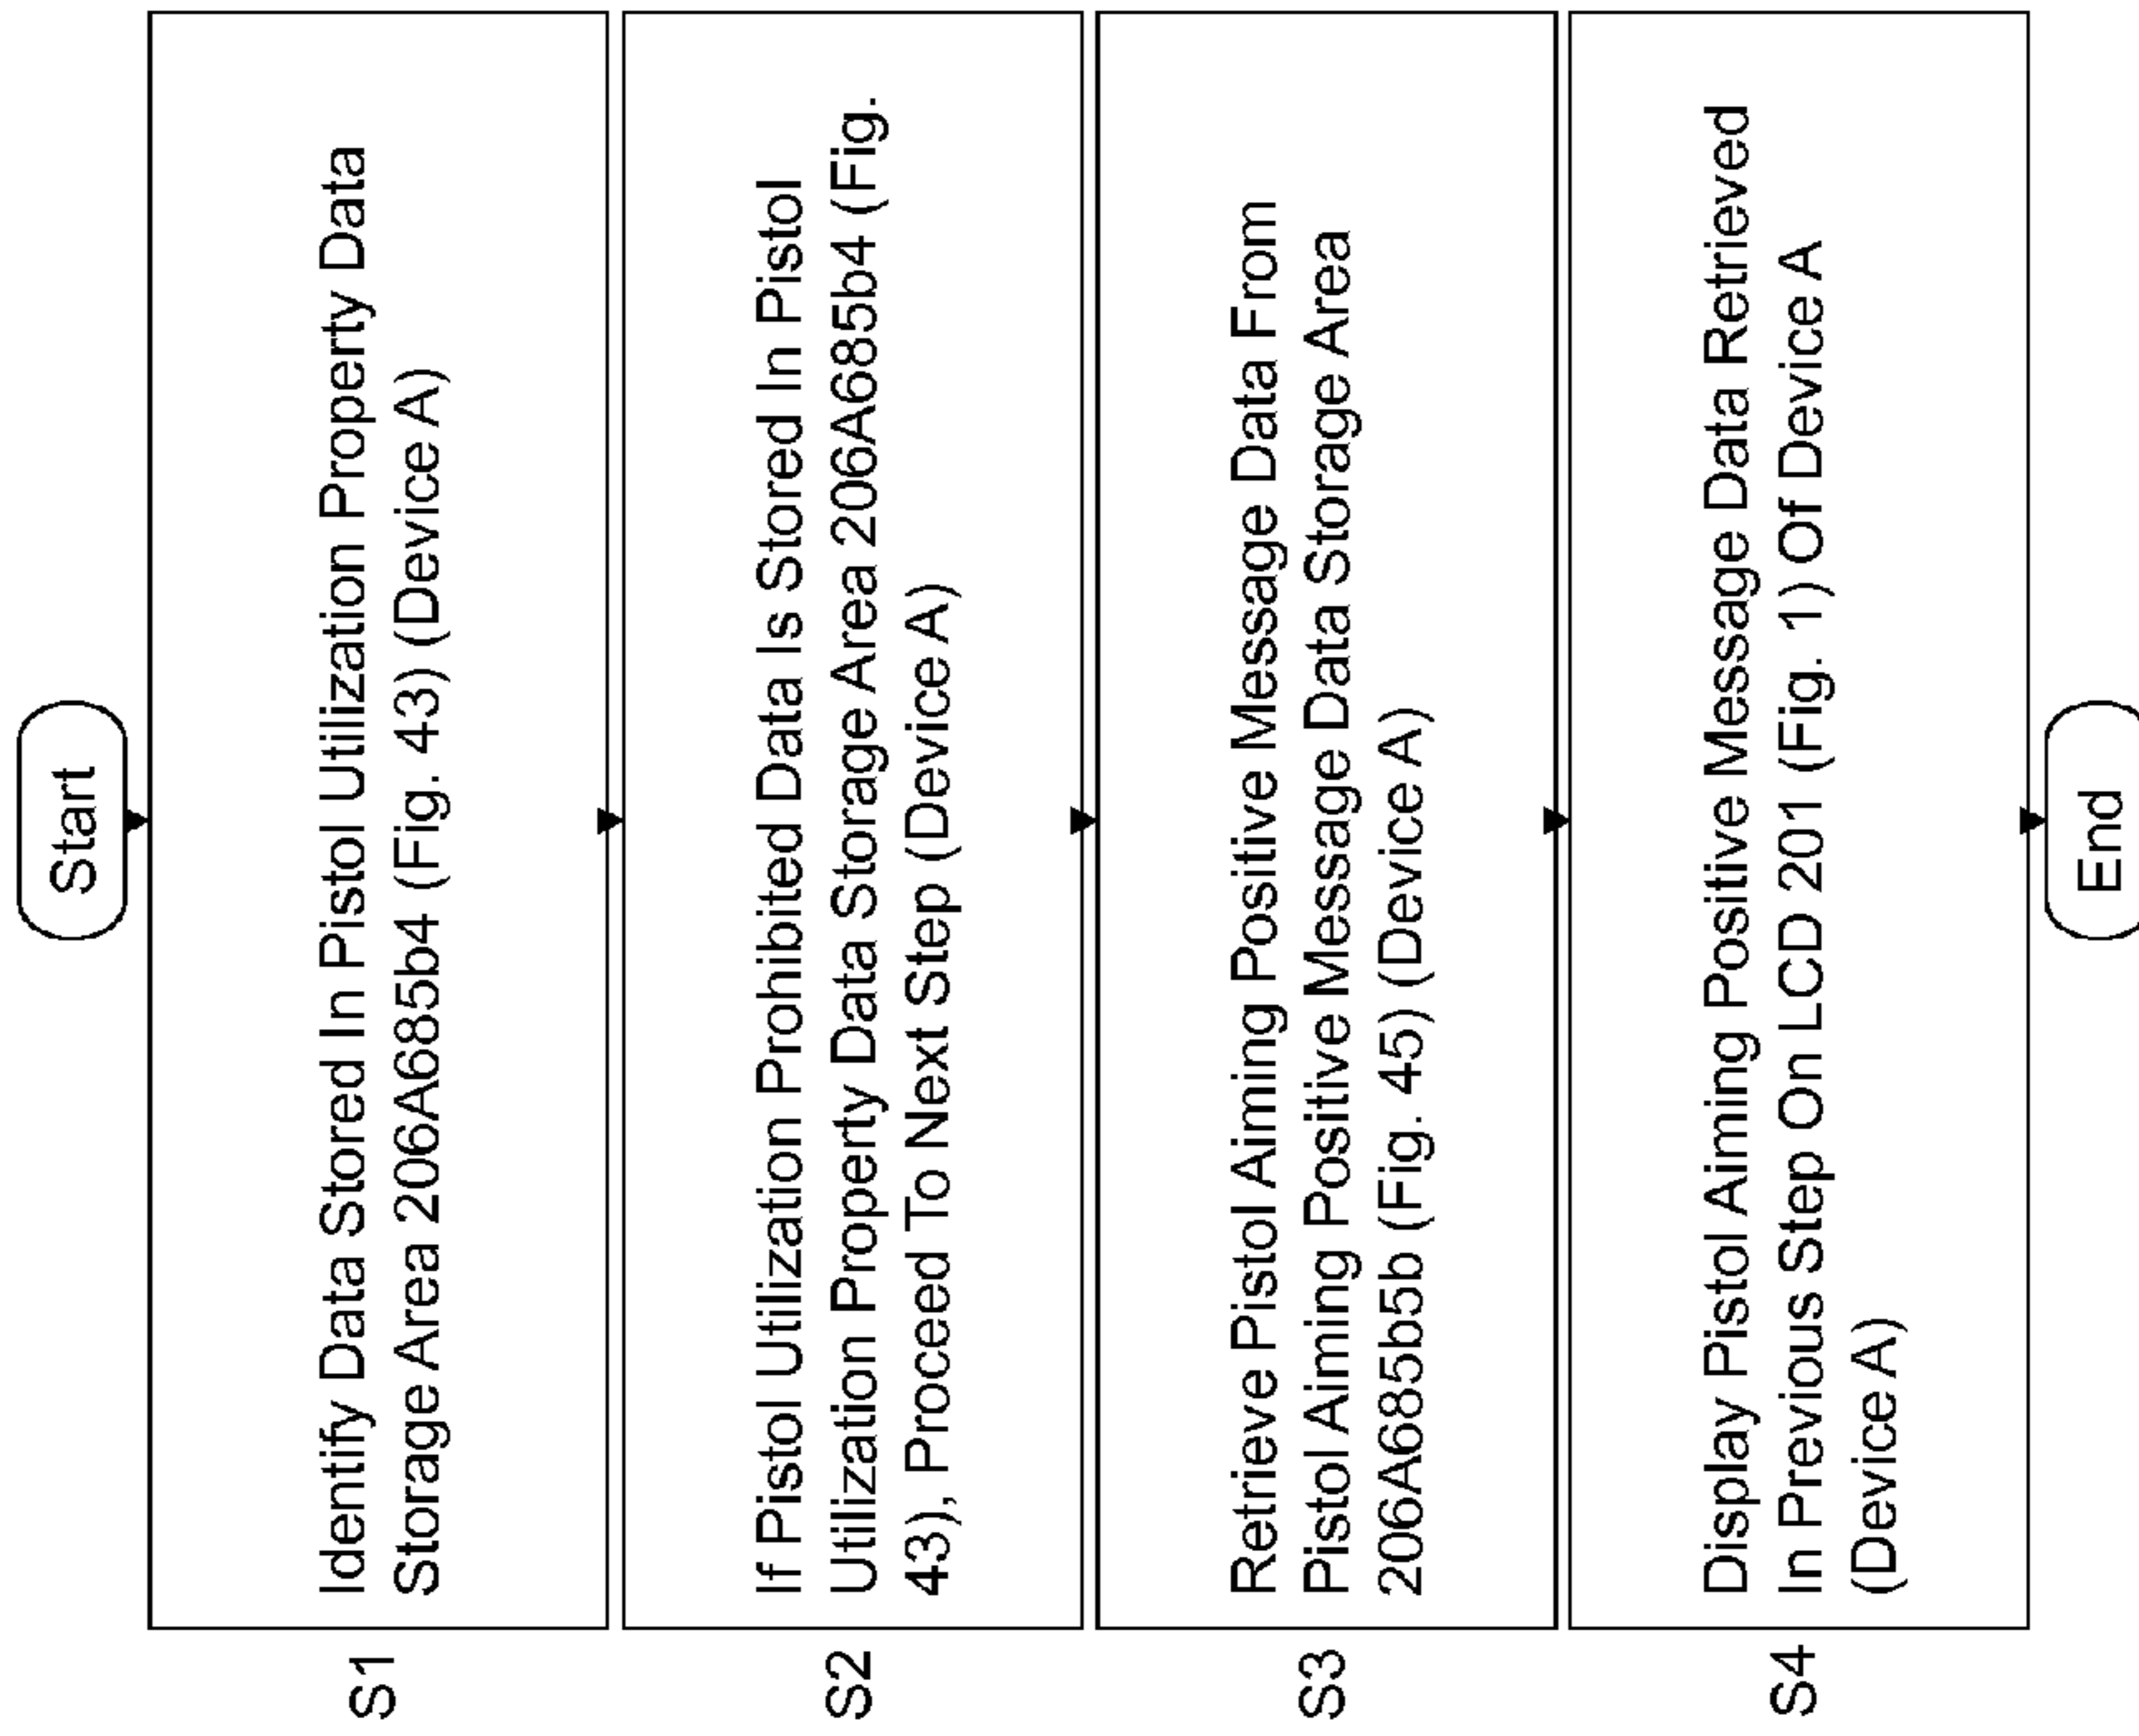 Start
S1
Identify Data Stored In Pistol Utilization Property Data
Storage Area 206A685b4 (Fig. 43) (Device A)
S2
If Pistol Utilization Prohibited Data Is Stored In Pistol
Utilization Property Data Storage Area 206A685b4 (Fig.
43), Proceed To Next Step (Device A)
S3
Retrieve Pistol Aiming Positive Message Data From
Pistol Aiming Positive Message Data Storage Area
206A685b5b (Fig. 45) (Device A)
S4
Display Pistol Aiming Positive Message Data Retrieved
In Previous Step On LCD 201 (Fig. 1) Of Device A
(Device A)
End